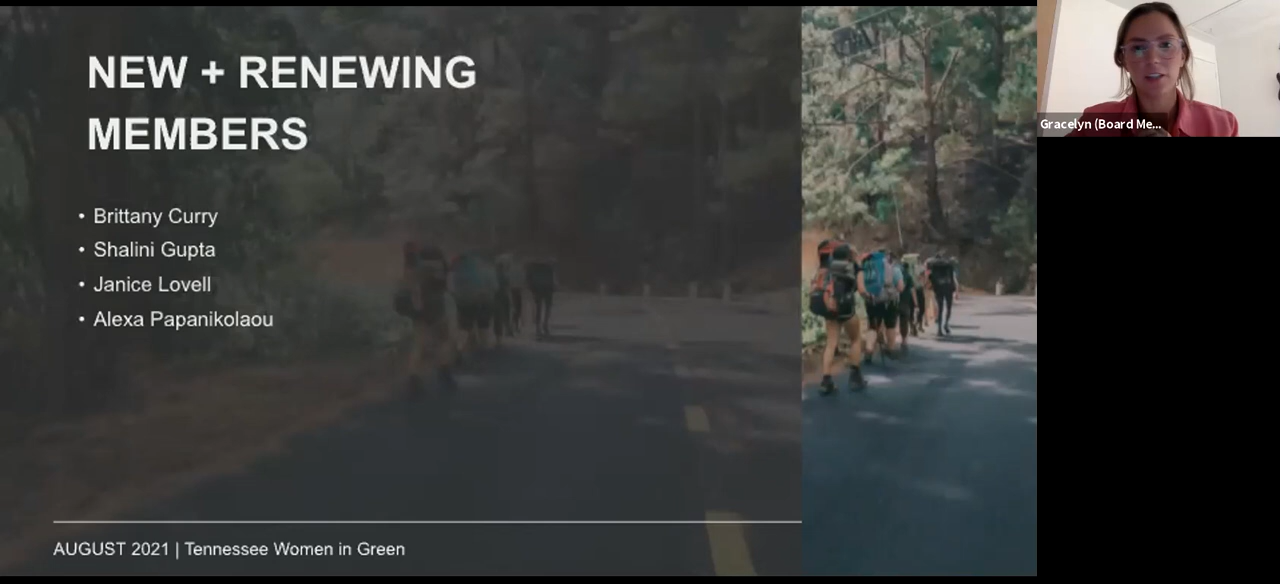 NEW + RENEWING
MEMBERS
• Brittany Curry
• Shalini Gupta
• Janice Lovell
• Alexa Papanikolaou
AUGUST 2021 | Tennessee Women in Green
Gracelyn (Board Me...